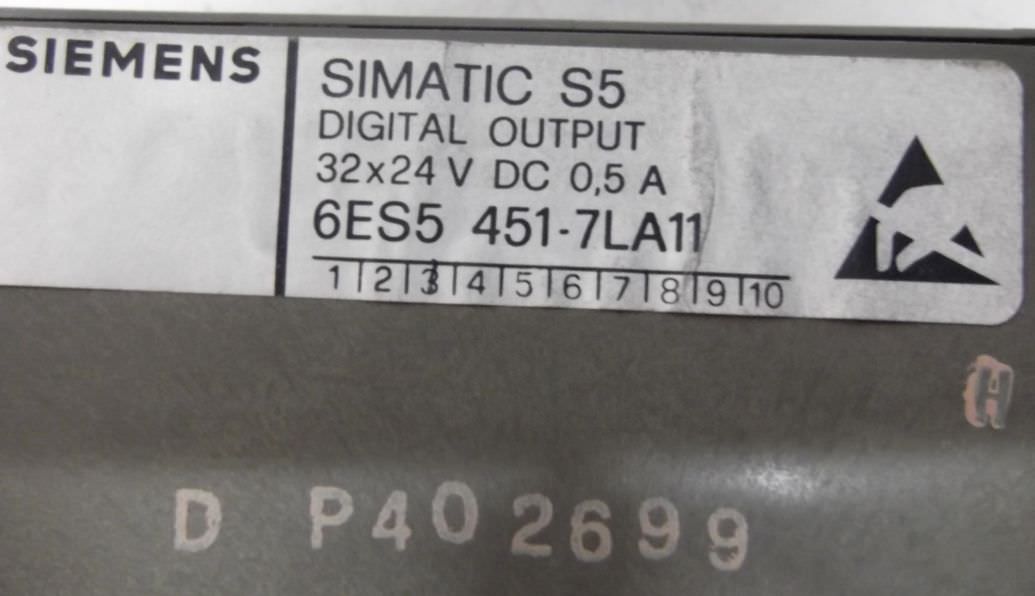 SIEMENS
SIMATIC S5
DIGITAL OUTPUT
32x24 V DC 0,5 A
6ES5 451-7LA11
1|2|3|4|5|6|7|8|9|10
H
D P402699